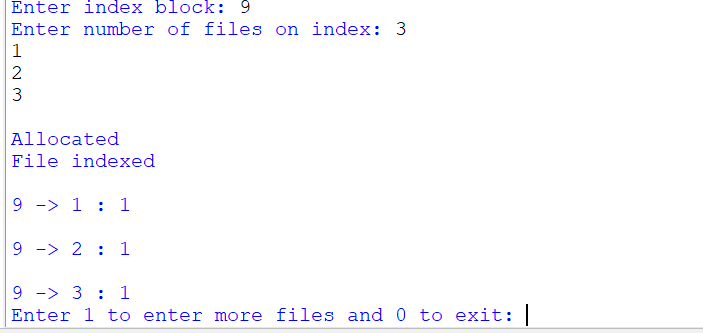 Enter index block: 9
Enter number of files on index: 3
1
2
3
Allocated
File indexed
9 -> 1 : 1
9 -> 2 : 1
9 -> 3 : 1
Enter 1 to enter more files and 0 to exit: